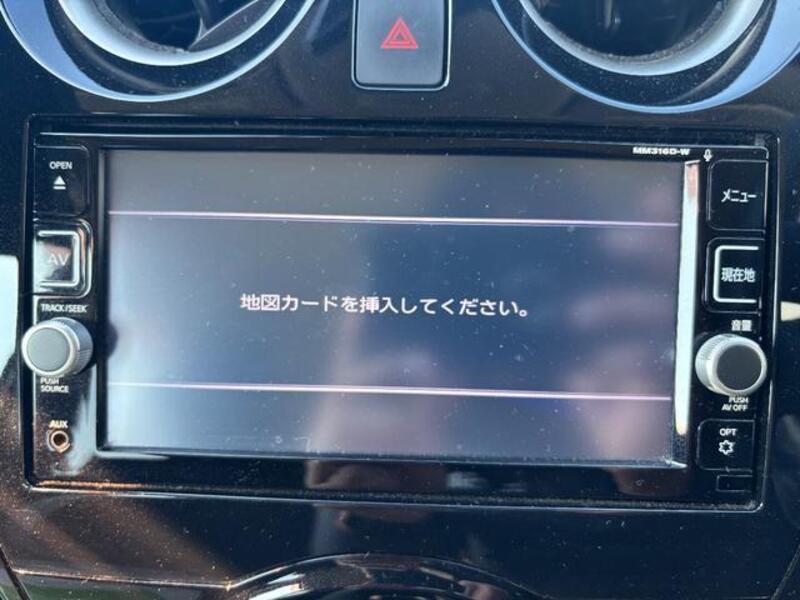 MM316D-W
OPEN
メニュー
AV
現在地
地図カードを挿入してください。
TRACK/SEEK
音量
PUSH
SOURCE
PUSH
AV OFF
AUX
OPT